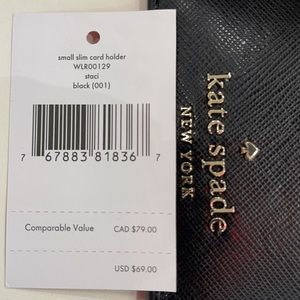 small slim card holder
WLR00129
staci
black (001)
7 67883 81836 7
Comparable Value CAD $79.00
USD $69.00
kate spade
NEW YORK